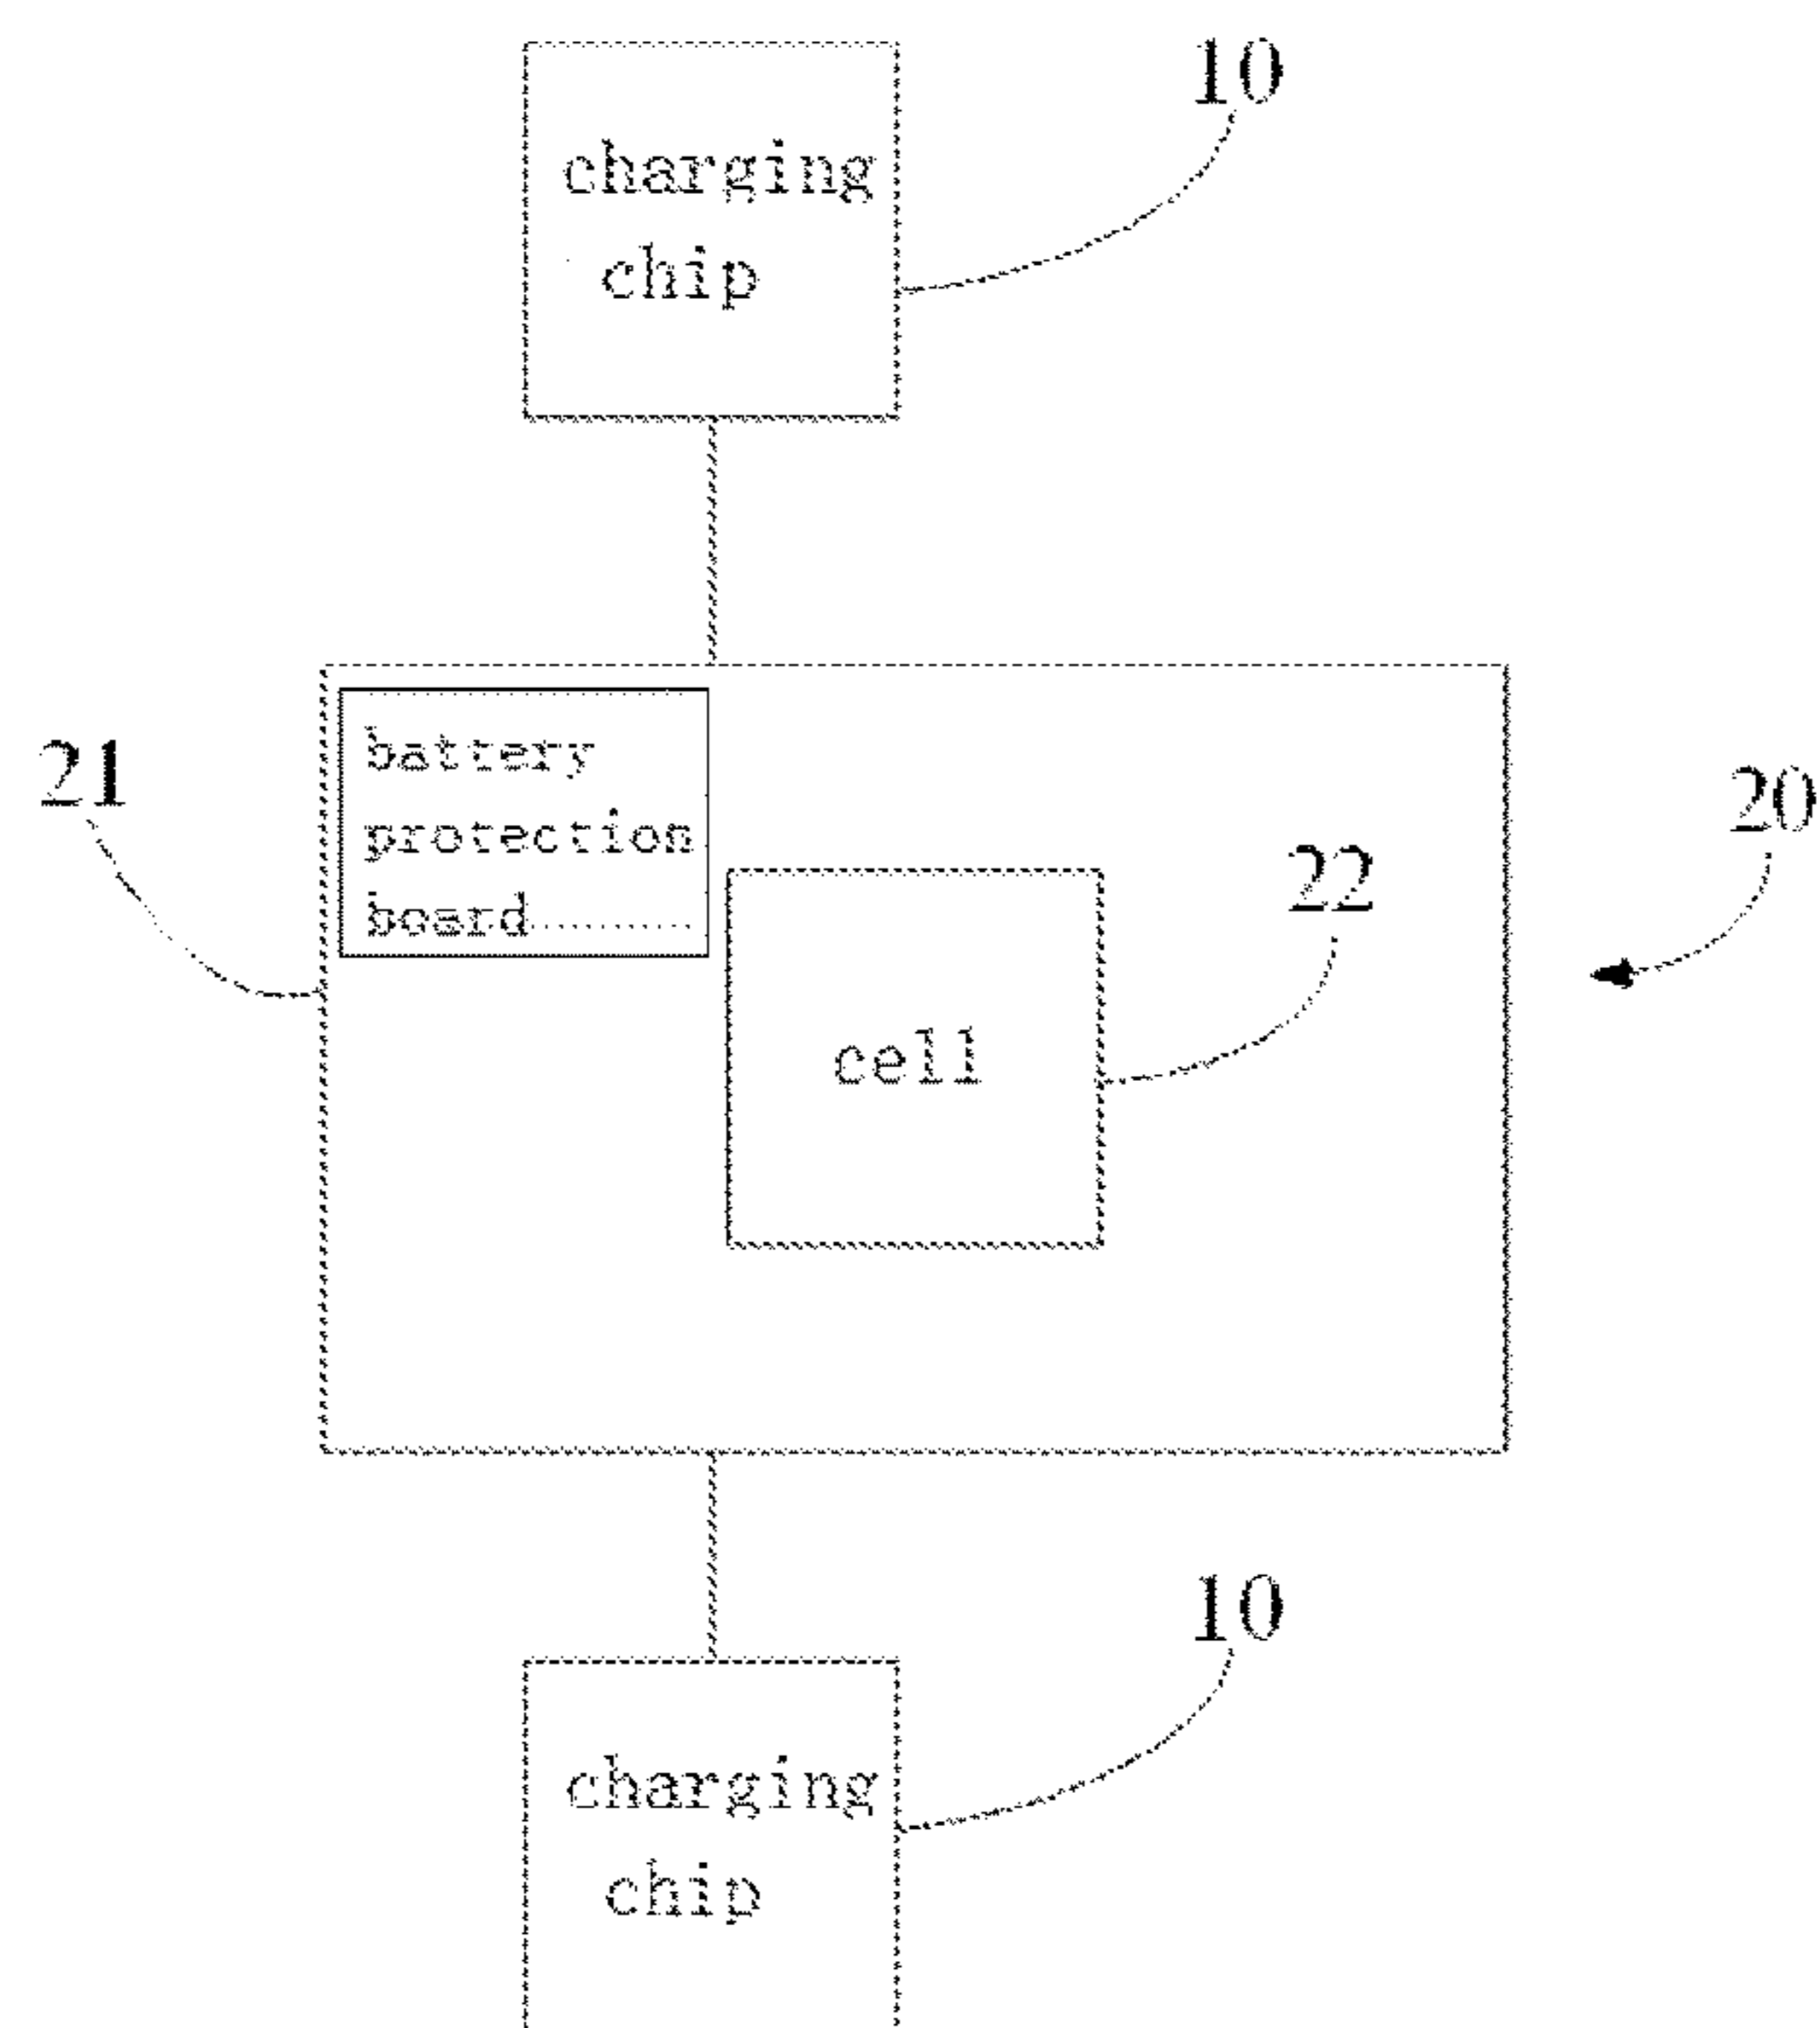 10
charging
chip
21
battery
protection
board
20
22
cell
10
charging
chip